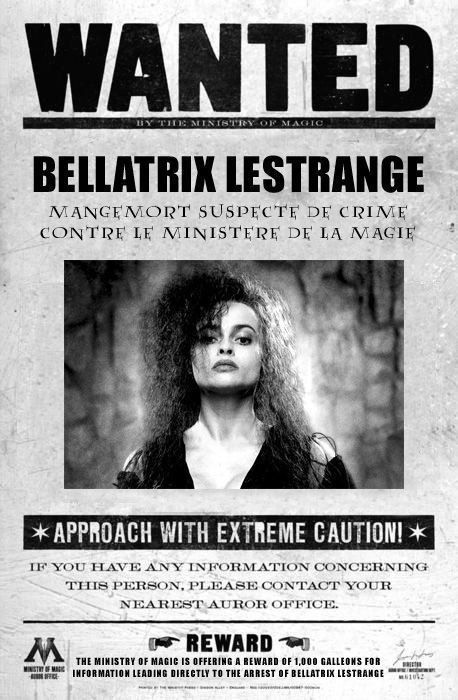 WANTED
BY THE MINISTRY OF MAGIC
BELLATRIX LESTRANGE
MANGEMORT SUSPECTE DE CRIME
CONTRE LE MINISTERE DE LA MAGIE
✶APPROACH WITH EXTREME CAUTION!✶
IF YOU HAVE ANY INFORMATION CONCERNING
THIS PERSON, PLEASE CONTACT YOUR
NEAREST AUROR OFFICE.
REWARD
THE MINISTRY OF MAGIC IS OFFERING A REWARD OF 1,000 GALLEONS FOR
INFORMATION LEADING DIRECTLY TO THE ARREST OF BELLATRIX LESTRANGE
M
MINISTRY OF MAGIC
AUROR OFFICE
DIRECTOR